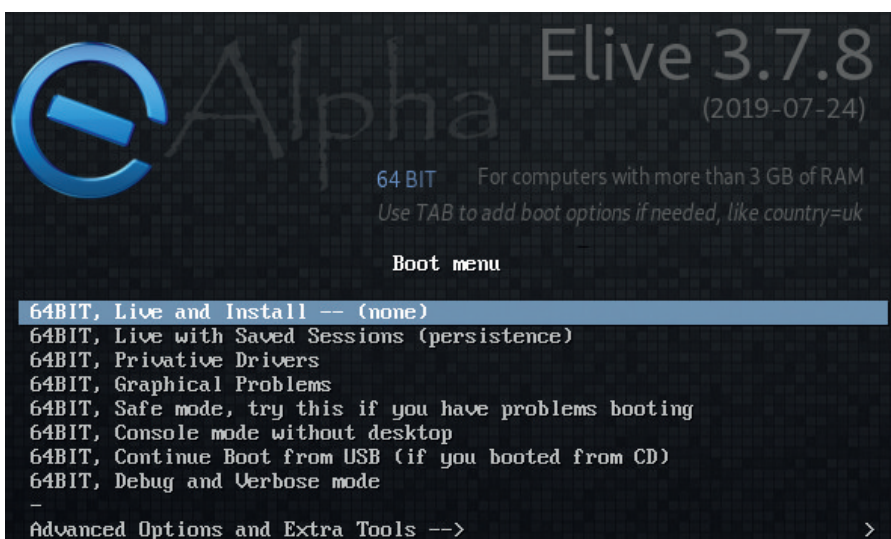 Elive 3.7.8
Alpha
(2019-07-24)
64 BIT For computers with more than 3 GB of RAM
Use TAB to add boot options if needed, like country=uk
Boot menu
64BIT, Live and Install -- (none)
64BIT, Live with Saved Sessions (persistence)
64BIT, Privative Drivers
64BIT, Graphical Problems
64BIT, Safe mode, try this if you have problems booting
64BIT, Console mode without desktop
64BIT, Continue Boot from USB (if you booted from CD)
64BIT, Debug and Verbose mode
-
Advanced Options and Extra Tools --> >